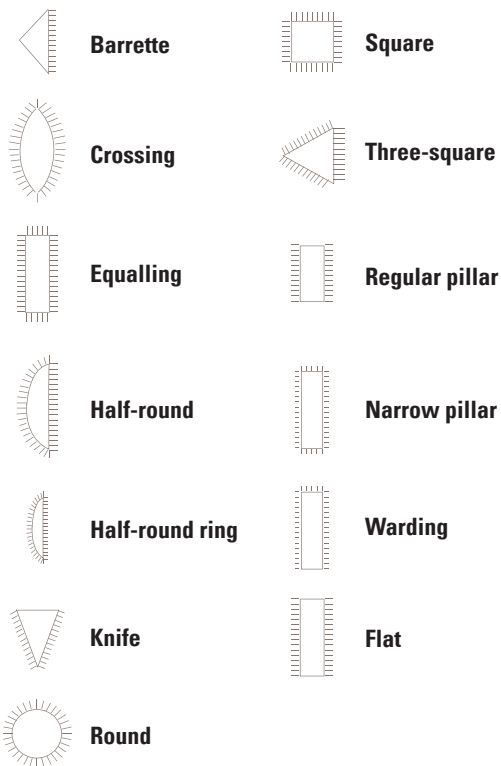 Barrette
Crossing
Equalling
Half-round
Half-round ring
Knife
Round
Square
Three-square
Regular pillar
Narrow pillar
Warding
Flat